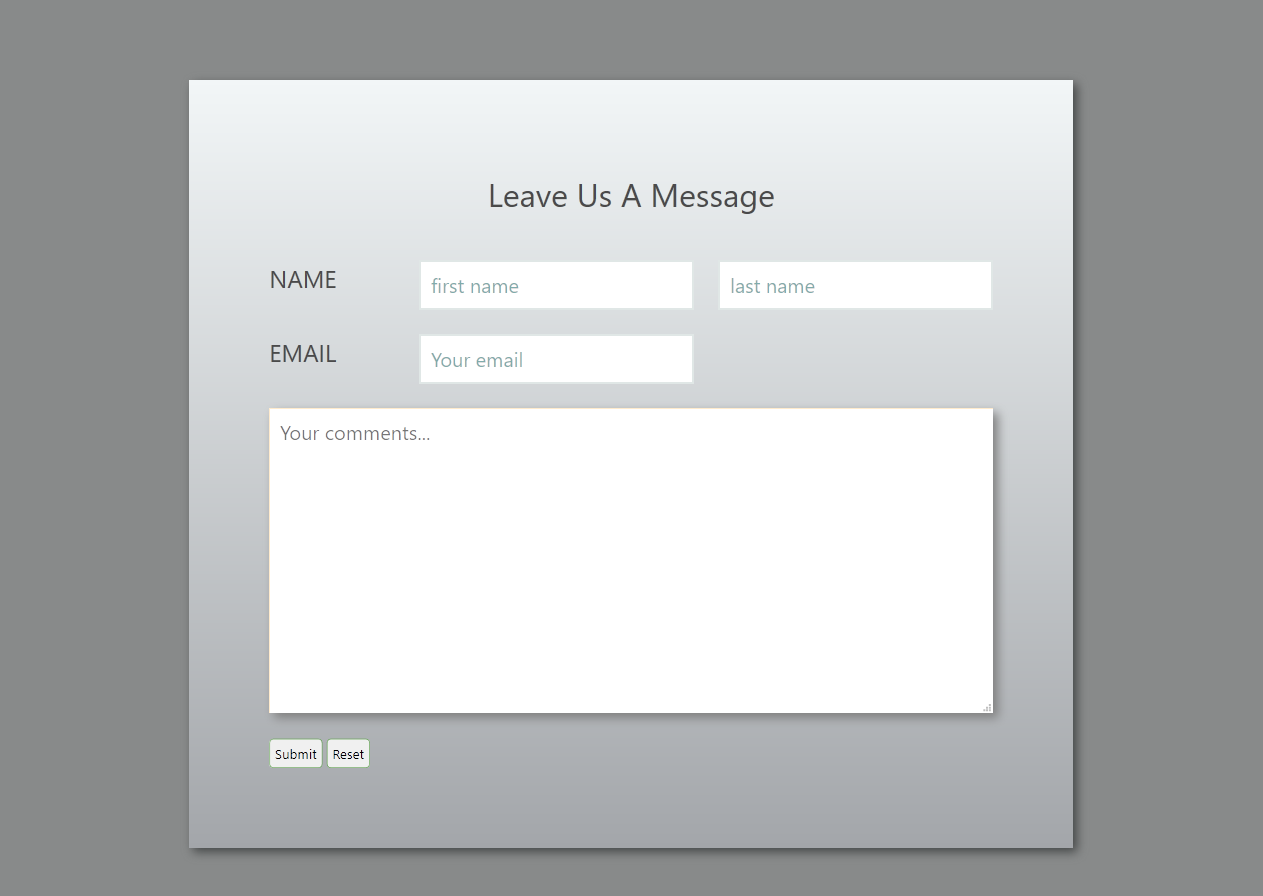 Leave Us A Message
NAME first name last name
EMAIL Your email
Your comments...
Submit Reset